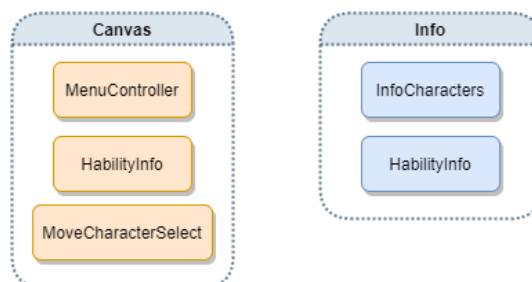 Canvas
MenuController
HabilityInfo
MoveCharacterSelect
Info
InfoCharacters
HabilityInfo